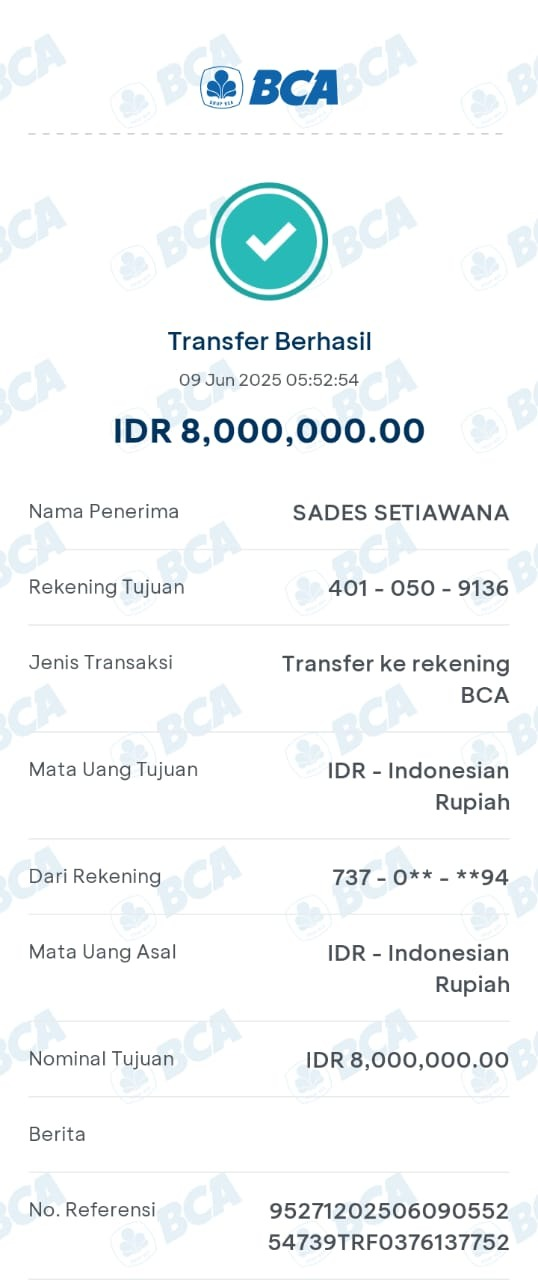 BCA
Transfer Berhasil
09 Jun 2025 05:52:54
IDR 8,000,000.00
Nama Penerima
SADES SETIAWANA
Rekening Tujuan
401 - 050 - 9136
Jenis Transaksi
Transfer ke rekening
BCA
Mata Uang Tujuan
IDR - Indonesian
Rupiah
Dari Rekening
737 - 0** - **94
Mata Uang Asal
IDR - Indonesian
Rupiah
Nominal Tujuan
IDR 8,000,000.00
Berita
No. Referensi
95271202506090552
54739TRF0376137752